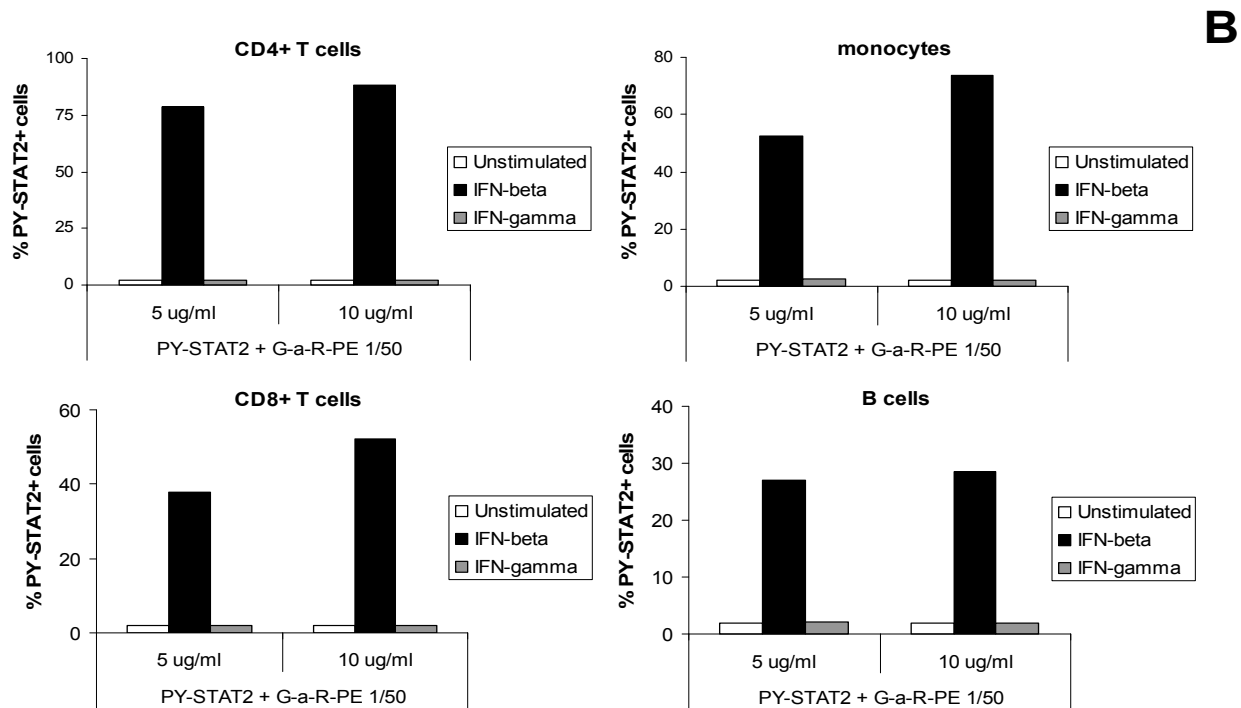 B
CD4+ T cells
% PY-STAT2+ cells
100
75
50
25
0
5 ug/ml
10 ug/ml
PY-STAT2 + G-a-R-PE 1/50
Unstimulated
IFN-beta
IFN-gamma
monocytes
% PY-STAT2+ cells
80
60
40
20
0
5 ug/ml
10 ug/ml
PY-STAT2 + G-a-R-PE 1/50
Unstimulated
IFN-beta
IFN-gamma
CD8+ T cells
% PY-STAT2+ cells
60
40
20
0
5 ug/ml
10 ug/ml
PY-STAT2 + G-a-R-PE 1/50
Unstimulated
IFN-beta
IFN-gamma
B cells
% PY-STAT2+ cells
40
30
20
10
0
5 ug/ml
10 ug/ml
PY-STAT2 + G-a-R-PE 1/50
Unstimulated
IFN-beta
IFN-gamma